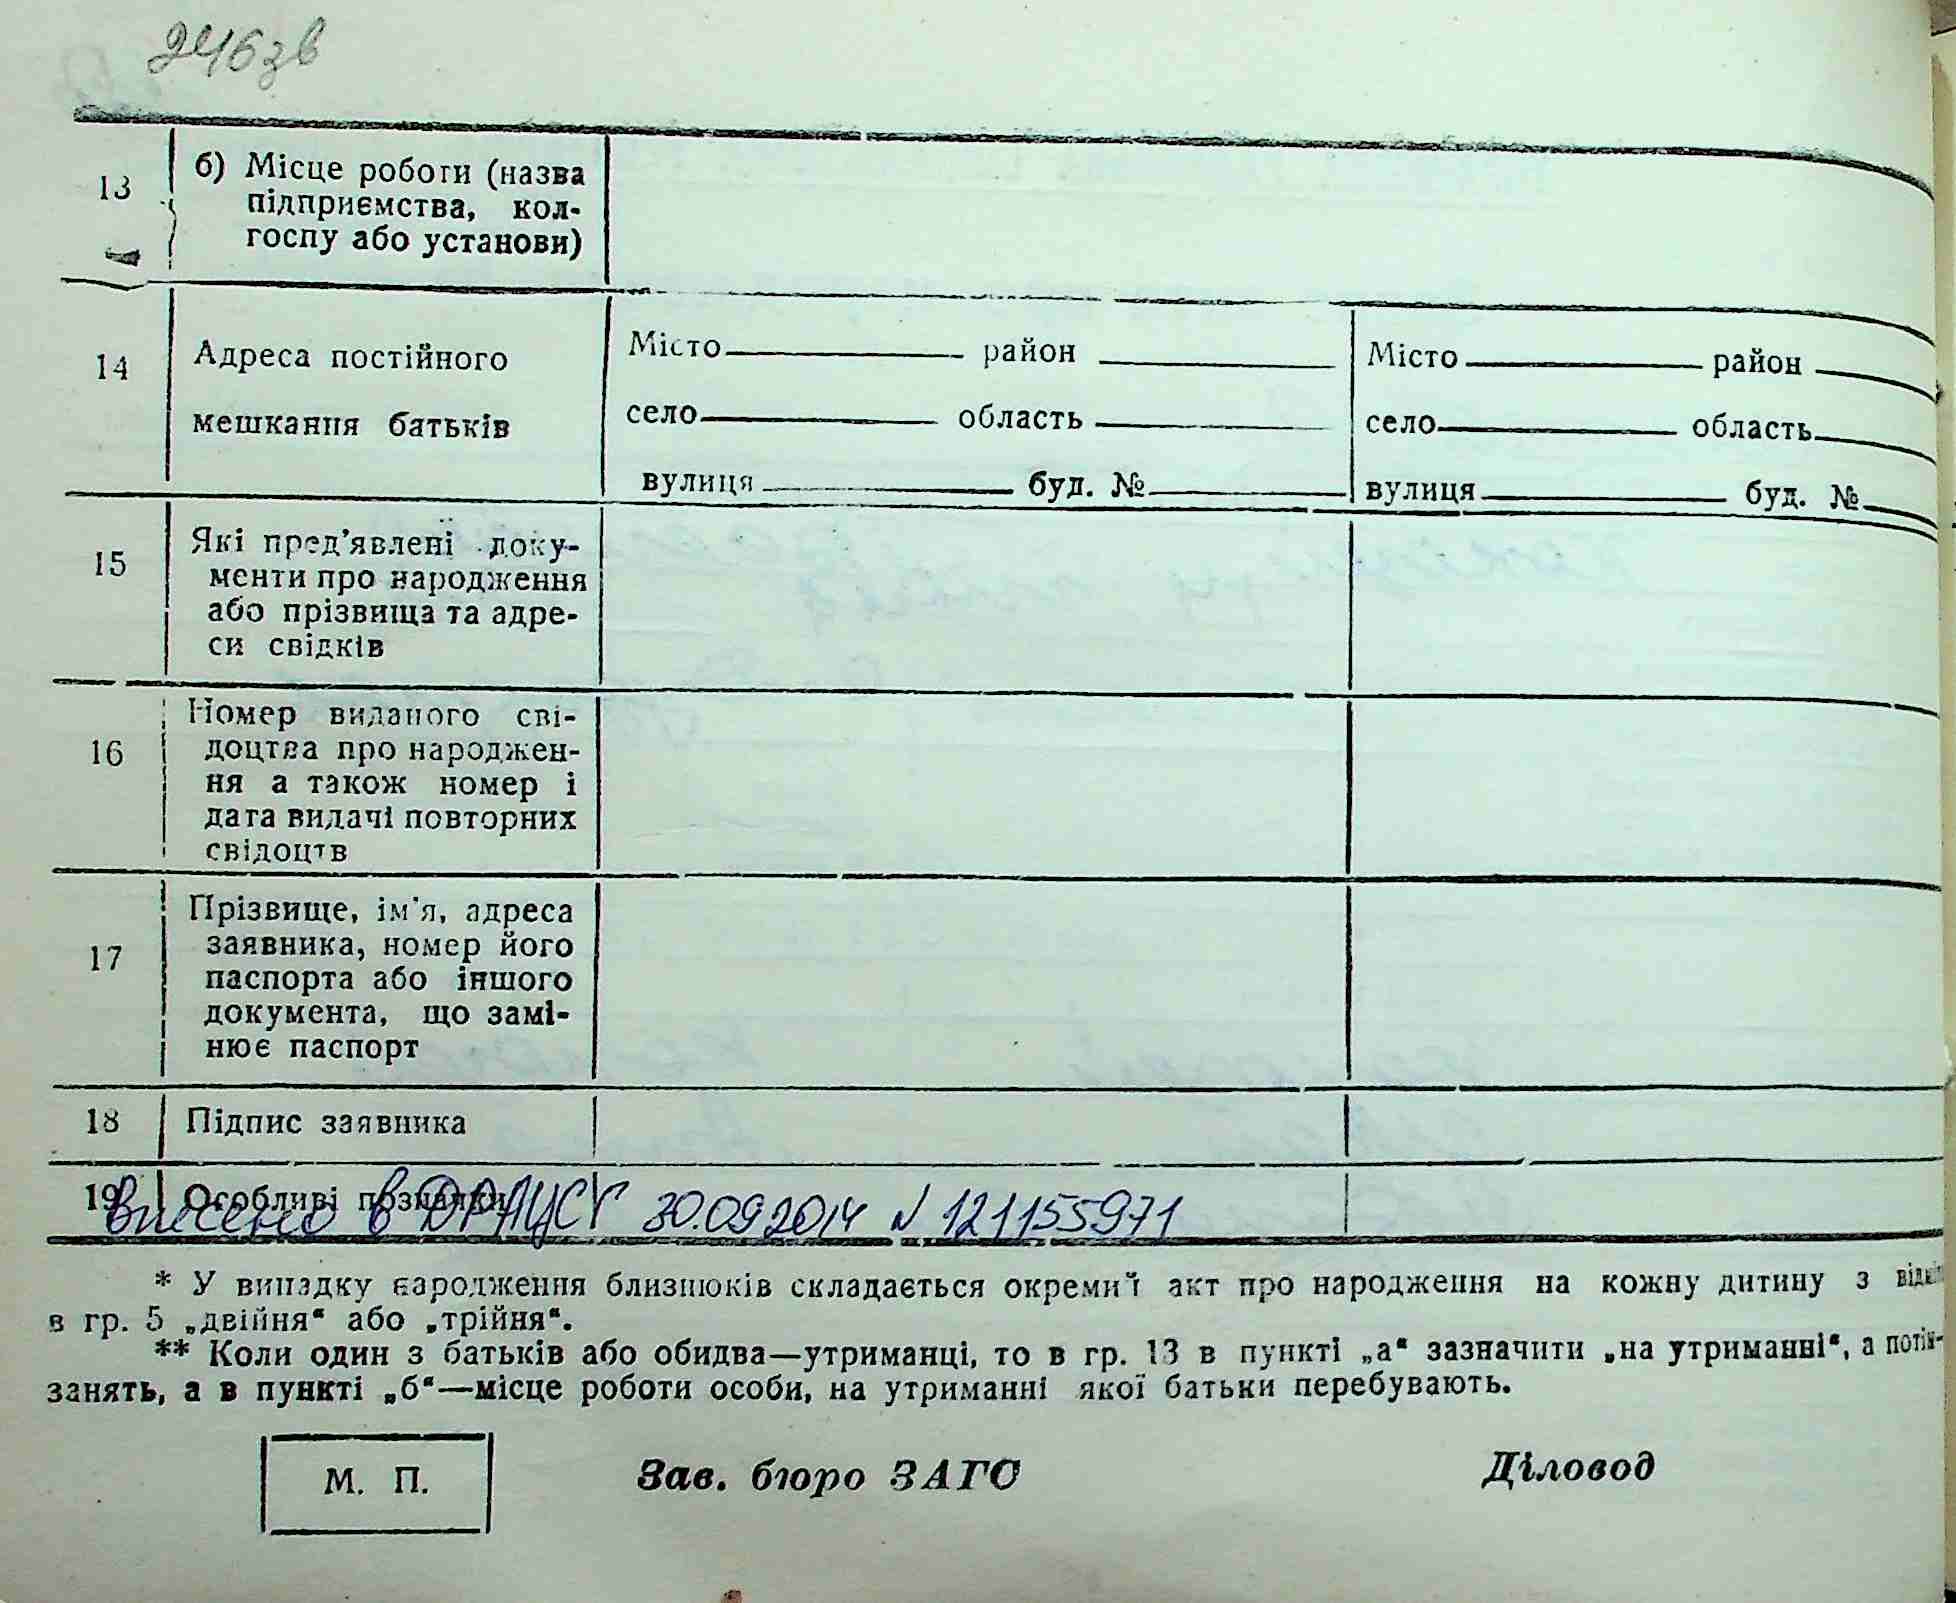 246зв
13 б) Місце роботи (назва
підприємства, кол-
госпу або установи)
14 Адреса постійного
мешкання батьків
Місто район
село область
вулиця буд. №
Місто район
село область
вулиця буд. №
15 Які пред’явлені доку-
менти про народження
або прізвища та адре-
си свідків
16 Номер виданого сві-
доцтва про народжен-
ня а також номер і
дата видачі повторних
свідоцтв
17 Прізвище, ім'я, адреса
заявника, номер його
паспорта або іншого
документа, що замі-
нює паспорт
18 Підпис заявника
19 Особливі познатки
внесено в ДРАЦСГ 30.09.2014 N 121155971
* У випадку народження близнюків складається окремий акт про народження на кожну дитину з
в гр. 5 „двійня“ або „трійня“.
** Коли один з батьків або обидва—утриманці, то в гр. 13 в пункті „а“ зазначити „на утриманні“, а
занять, а в пункті „б“—місце роботи особи, на утриманні якої батьки перебувають.
М. П. Зав. бюро ЗАГС Діловод